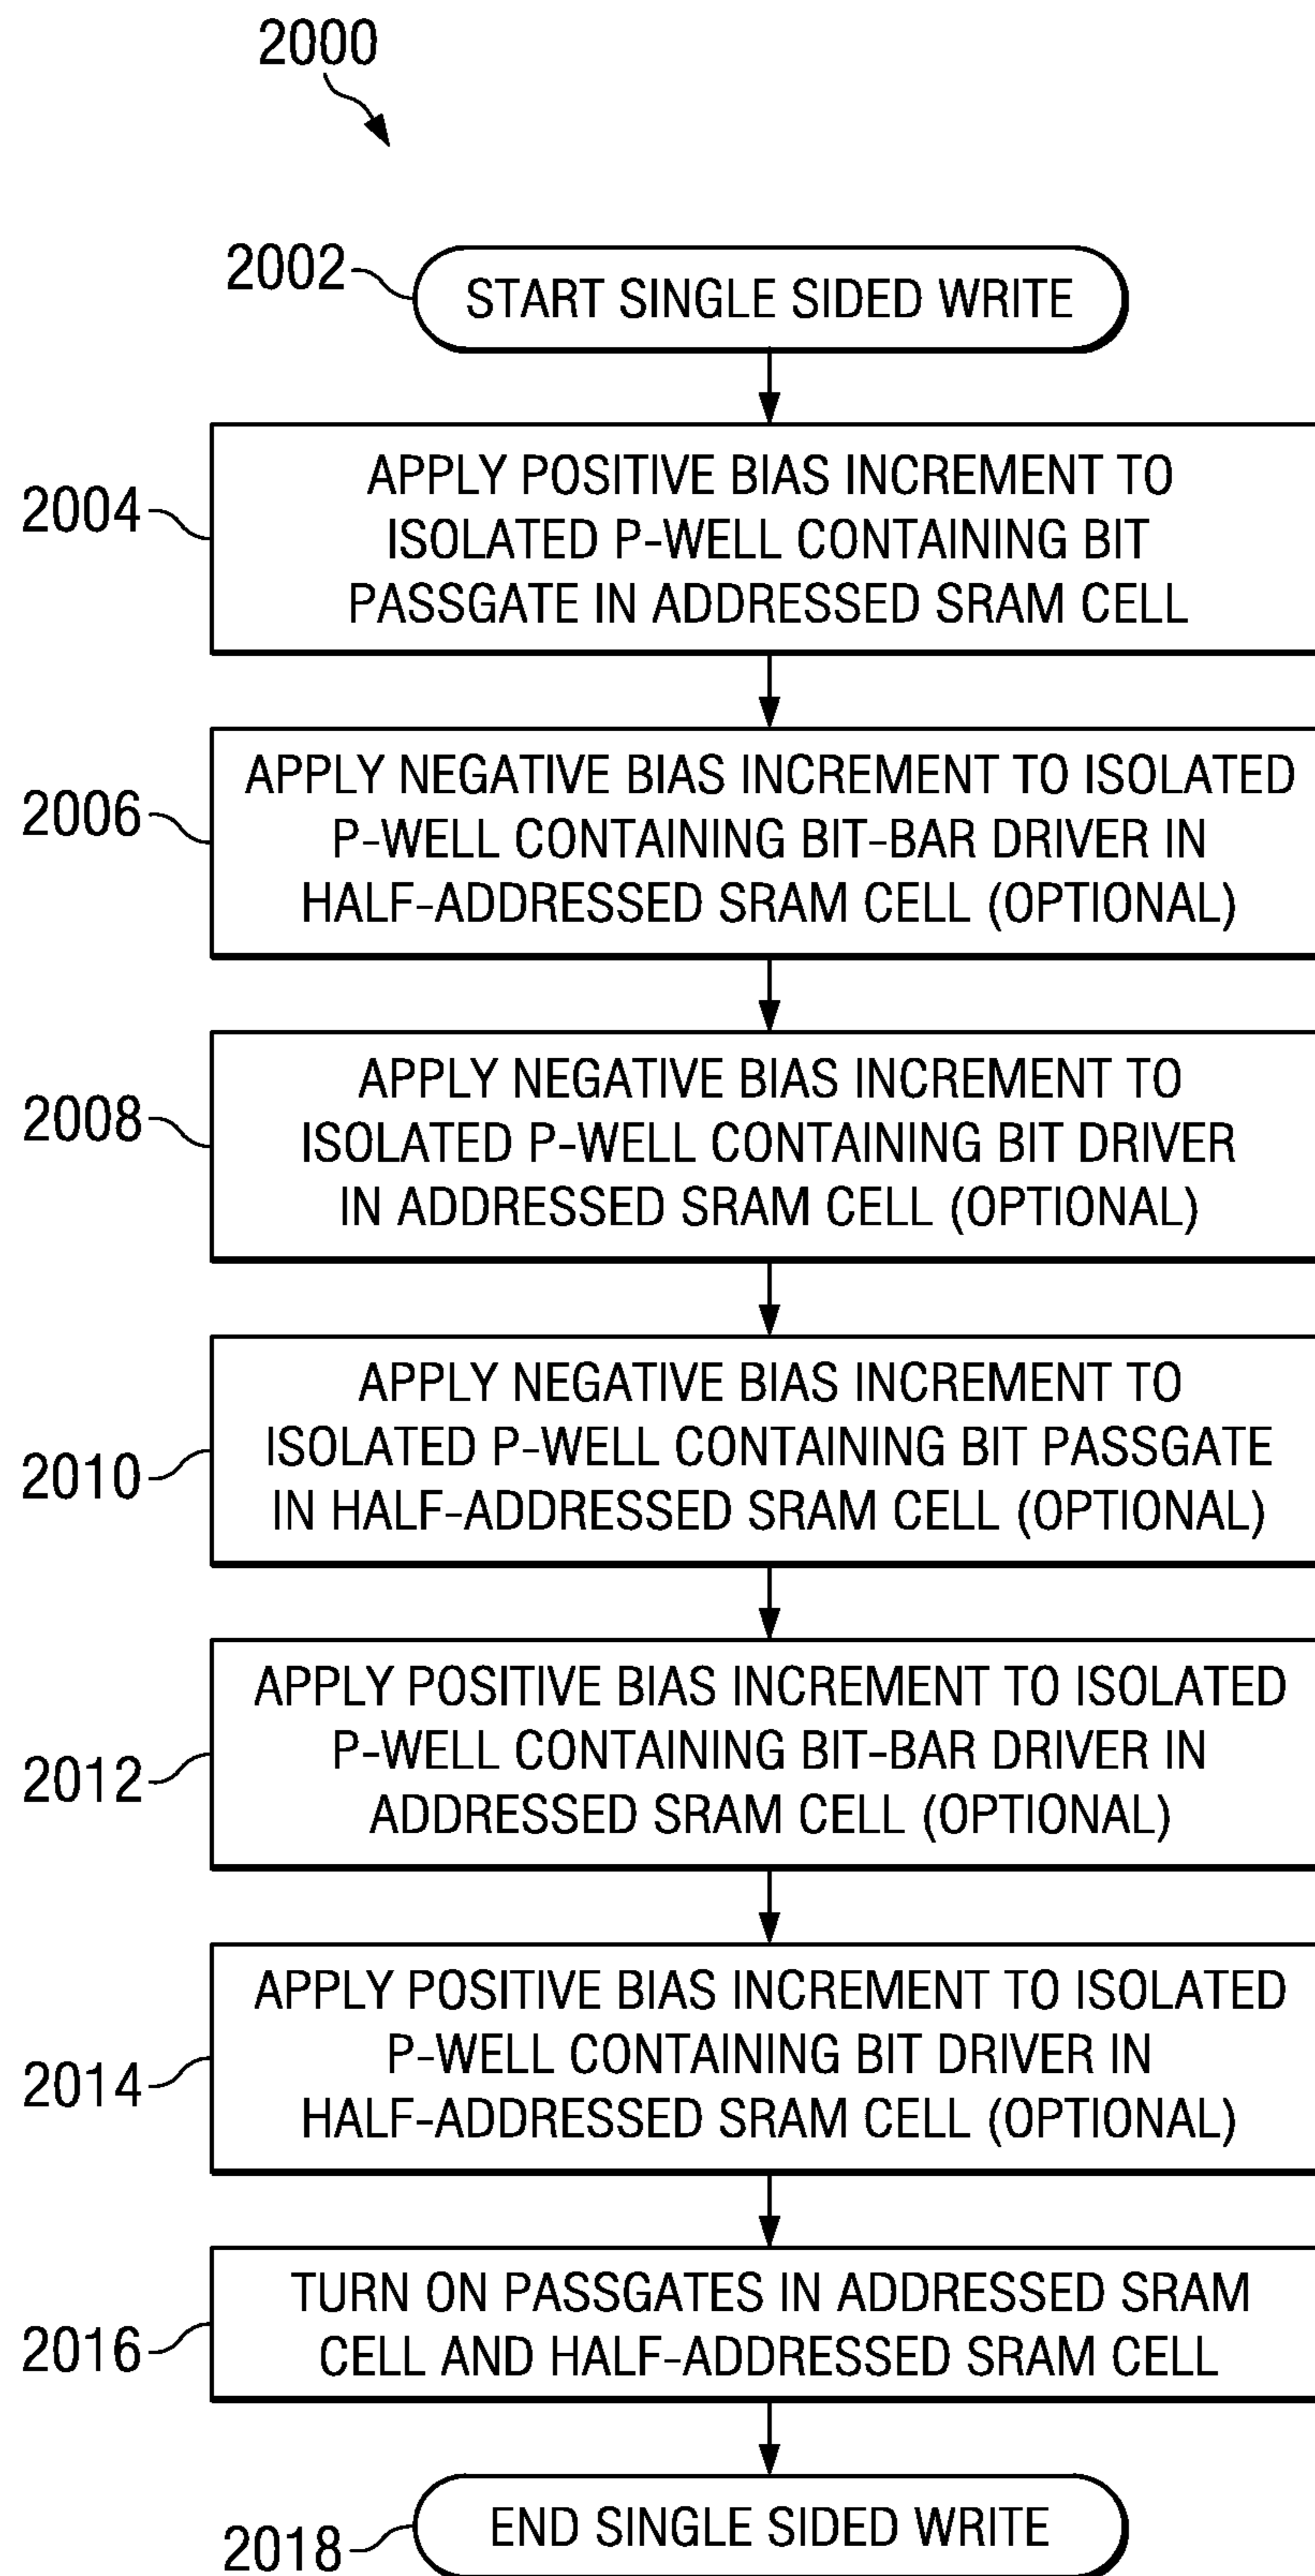 2000
2002
START SINGLE SIDED WRITE
2004
APPLY POSITIVE BIAS INCREMENT TO
ISOLATED P-WELL CONTAINING BIT
PASSGATE IN ADDRESSED SRAM CELL
2006
APPLY NEGATIVE BIAS INCREMENT TO ISOLATED
P-WELL CONTAINING BIT-BAR DRIVER IN
HALF-ADDRESSED SRAM CELL (OPTIONAL)
2008
APPLY NEGATIVE BIAS INCREMENT TO
ISOLATED P-WELL CONTAINING BIT DRIVER
IN ADDRESSED SRAM CELL (OPTIONAL)
2010
APPLY NEGATIVE BIAS INCREMENT TO
ISOLATED P-WELL CONTAINING BIT PASSGATE
IN HALF-ADDRESSED SRAM CELL (OPTIONAL)
2012
APPLY POSITIVE BIAS INCREMENT TO ISOLATED
P-WELL CONTAINING BIT-BAR DRIVER IN
ADDRESSED SRAM CELL (OPTIONAL)
2014
APPLY POSITIVE BIAS INCREMENT TO ISOLATED
P-WELL CONTAINING BIT DRIVER IN
HALF-ADDRESSED SRAM CELL (OPTIONAL)
2016
TURN ON PASSGATES IN ADDRESSED SRAM
CELL AND HALF-ADDRESSED SRAM CELL
2018
END SINGLE SIDED WRITE